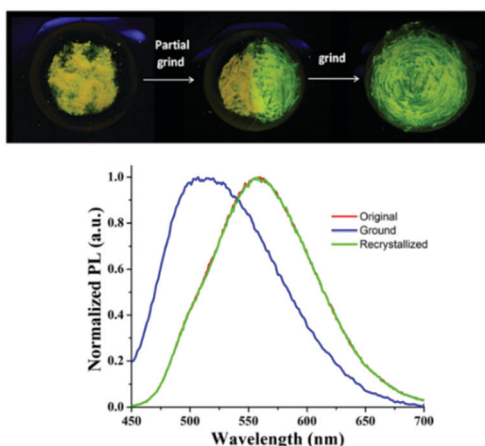 Partial
grind
grind
Normalized PL (a.u.)
1.0
0.8
0.6
0.4
0.2
0.0
Original
Ground
Recrystallized
450 500 550 600 650 700
Wavelength (nm)